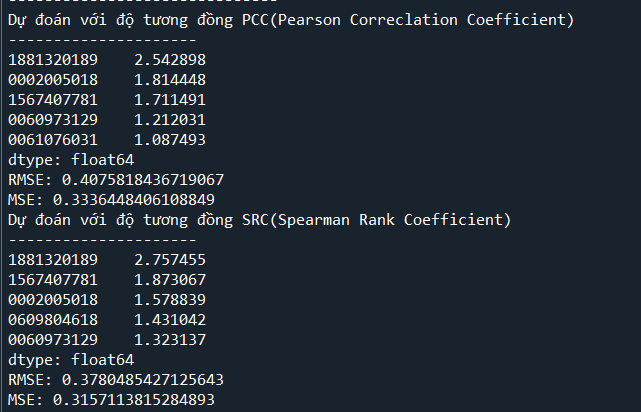 -------------------------------
Dự đoán với độ tương đồng PCC(Pearson Correclation Coefficient)
---------------------
1881320189    2.542898
0002005018    1.814448
1567407781    1.711491
0060973129    1.212031
0061076031    1.087493
dtype: float64
RMSE: 0.4075818436719067
MSE: 0.3336448406108849
Dự đoán với độ tương đồng SRC(Spearman Rank Coefficient)
---------------------
1881320189    2.757455
1567407781    1.873067
0002005018    1.578839
0609804618    1.431042
0060973129    1.323137
dtype: float64
RMSE: 0.3780485427125643
MSE: 0.3157113815284893